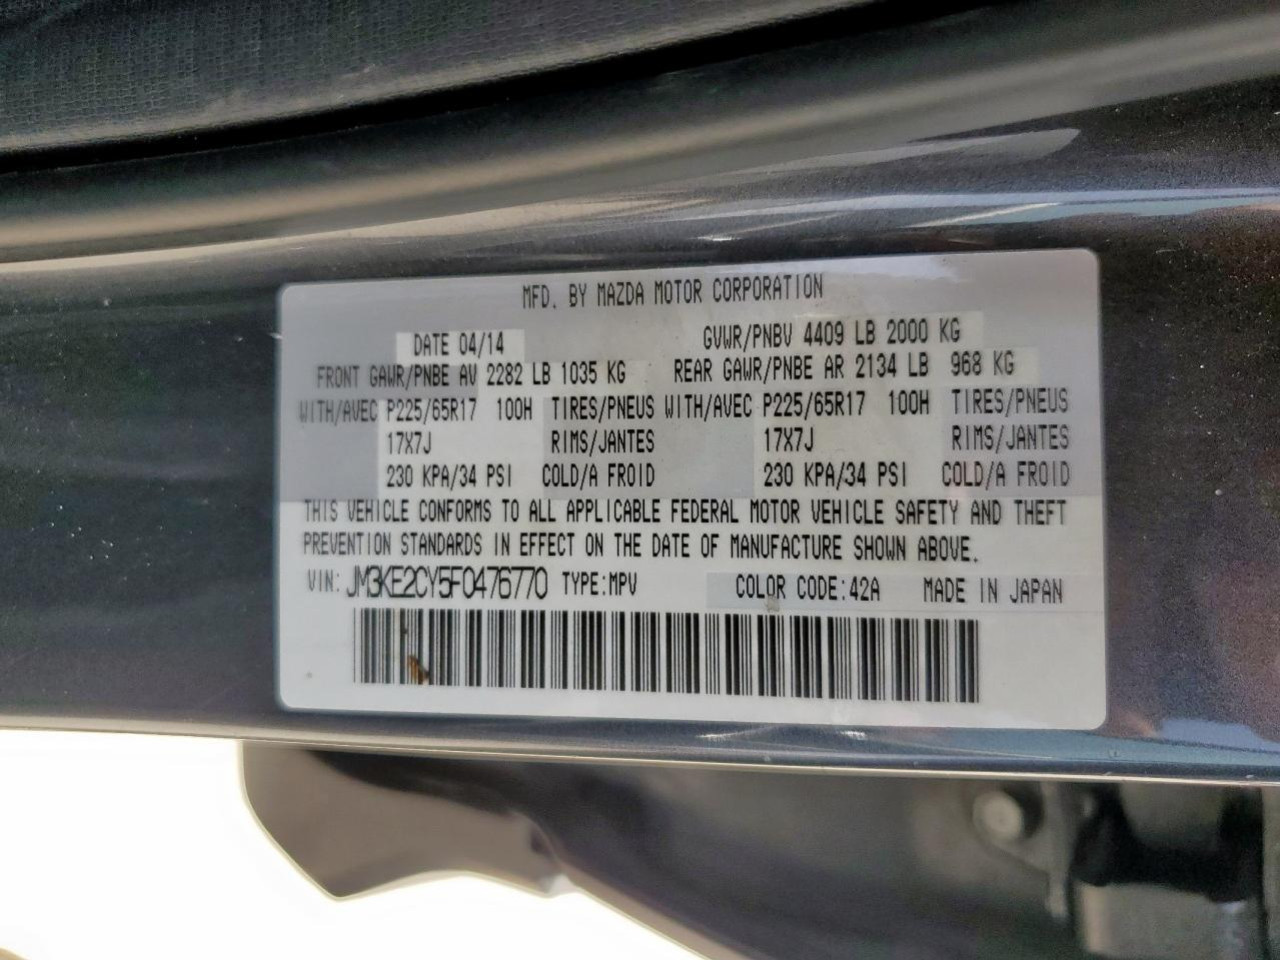 MFD. BY MAZDA MOTOR CORPORATION
DATE 04/14 GVWR/PNBV 4409 LB 2000 KG
FRONT GAWR/PNBE AV 2282 LB 1035 KG REAR GAWR/PNBE AR 2134 LB 968 KG
WITH/AVEC P225/65R17 100H TIRES/PNEUS WITH/AVEC P225/65R17 100H TIRES/PNEUS
17X7J RIMS/JANTES 17X7J RIMS/JANTES
230 KPA/34 PSI COLD/A FROID 230 KPA/34 PSI COLD/A FROID
THIS VEHICLE CONFORMS TO ALL APPLICABLE FEDERAL MOTOR VEHICLE SAFETY AND THEFT
PREVENTION STANDARDS IN EFFECT ON THE DATE OF MANUFACTURE SHOWN ABOVE.
VIN: JM3KE2CY5F0476770 TYPE:MPV COLOR CODE:42A MADE IN JAPAN